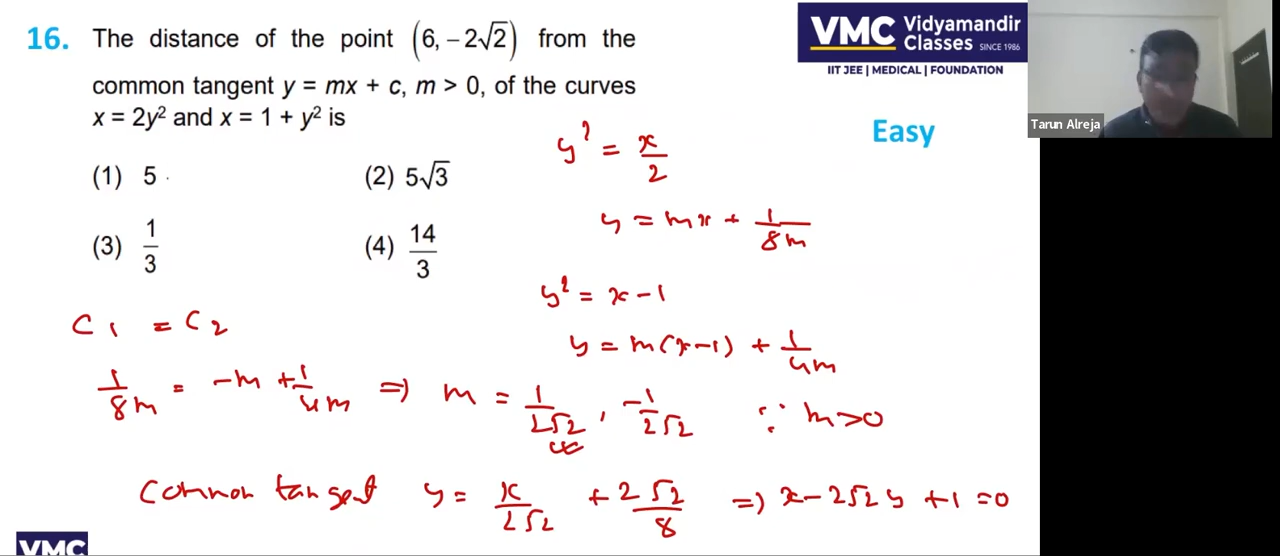 16. The distance of the point (6, −2√2) from the
common tangent y = mx + c, m > 0, of the curves
x = 2y² and x = 1 + y² is
(1) 5 (2) 5√3
(3) 1/3 (4) 14/3
VMC Vidyamandir Classes SINCE 1986
IIT JEE | MEDICAL | FOUNDATION
Tarun Alreja
Easy
y² = x/2
y = mx + 1/8m
y² = x − 1
y = m(x−1) + 1/4m
C₁ = C₂
1/8m = −m + 1/4m ⇒ m = 1/2√2 , −1/2√2 ∵ m>0
Common tangent y = x/2√2 + 2√2/8 ⇒ x − 2√2y + 1 = 0
VMC